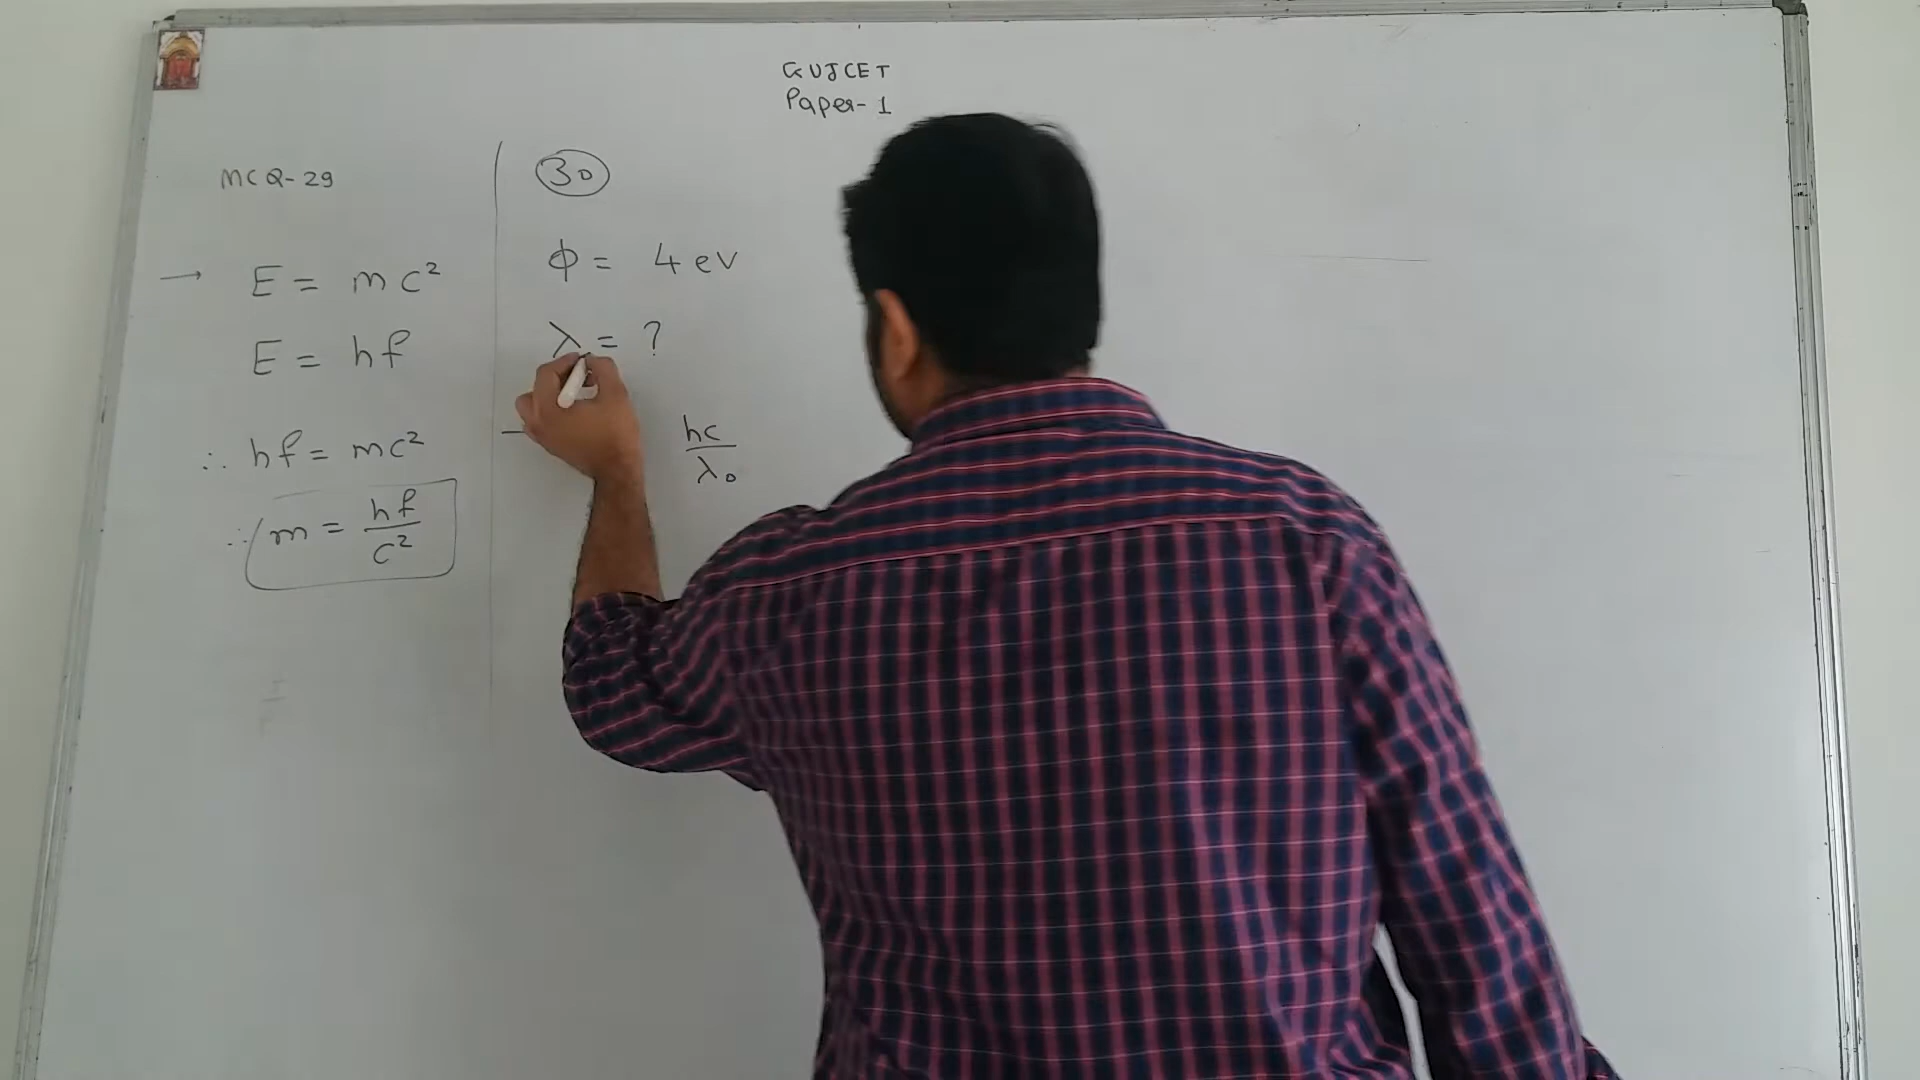 GUJCET
Paper-1
MCQ-29
→ E = mc²
E = hf
∴ hf = mc²
∴ m = hf/c²
30
ϕ = 4 ev
λ = ?
hc/λ₀